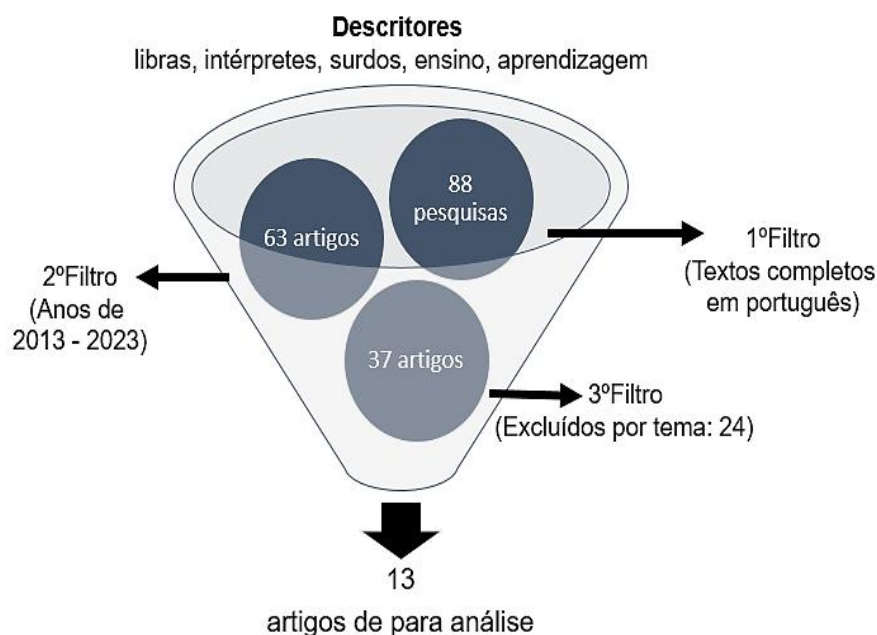 Descritores
libras, intérpretes, surdos, ensino, aprendizagem
88
pesquisas
63 artigos
1ºFiltro
(Textos completos
em português)
2ºFiltro
(Anos de
2013 - 2023)
37 artigos
3ºFiltro
(Excluídos por tema: 24)
13
artigos de para análise